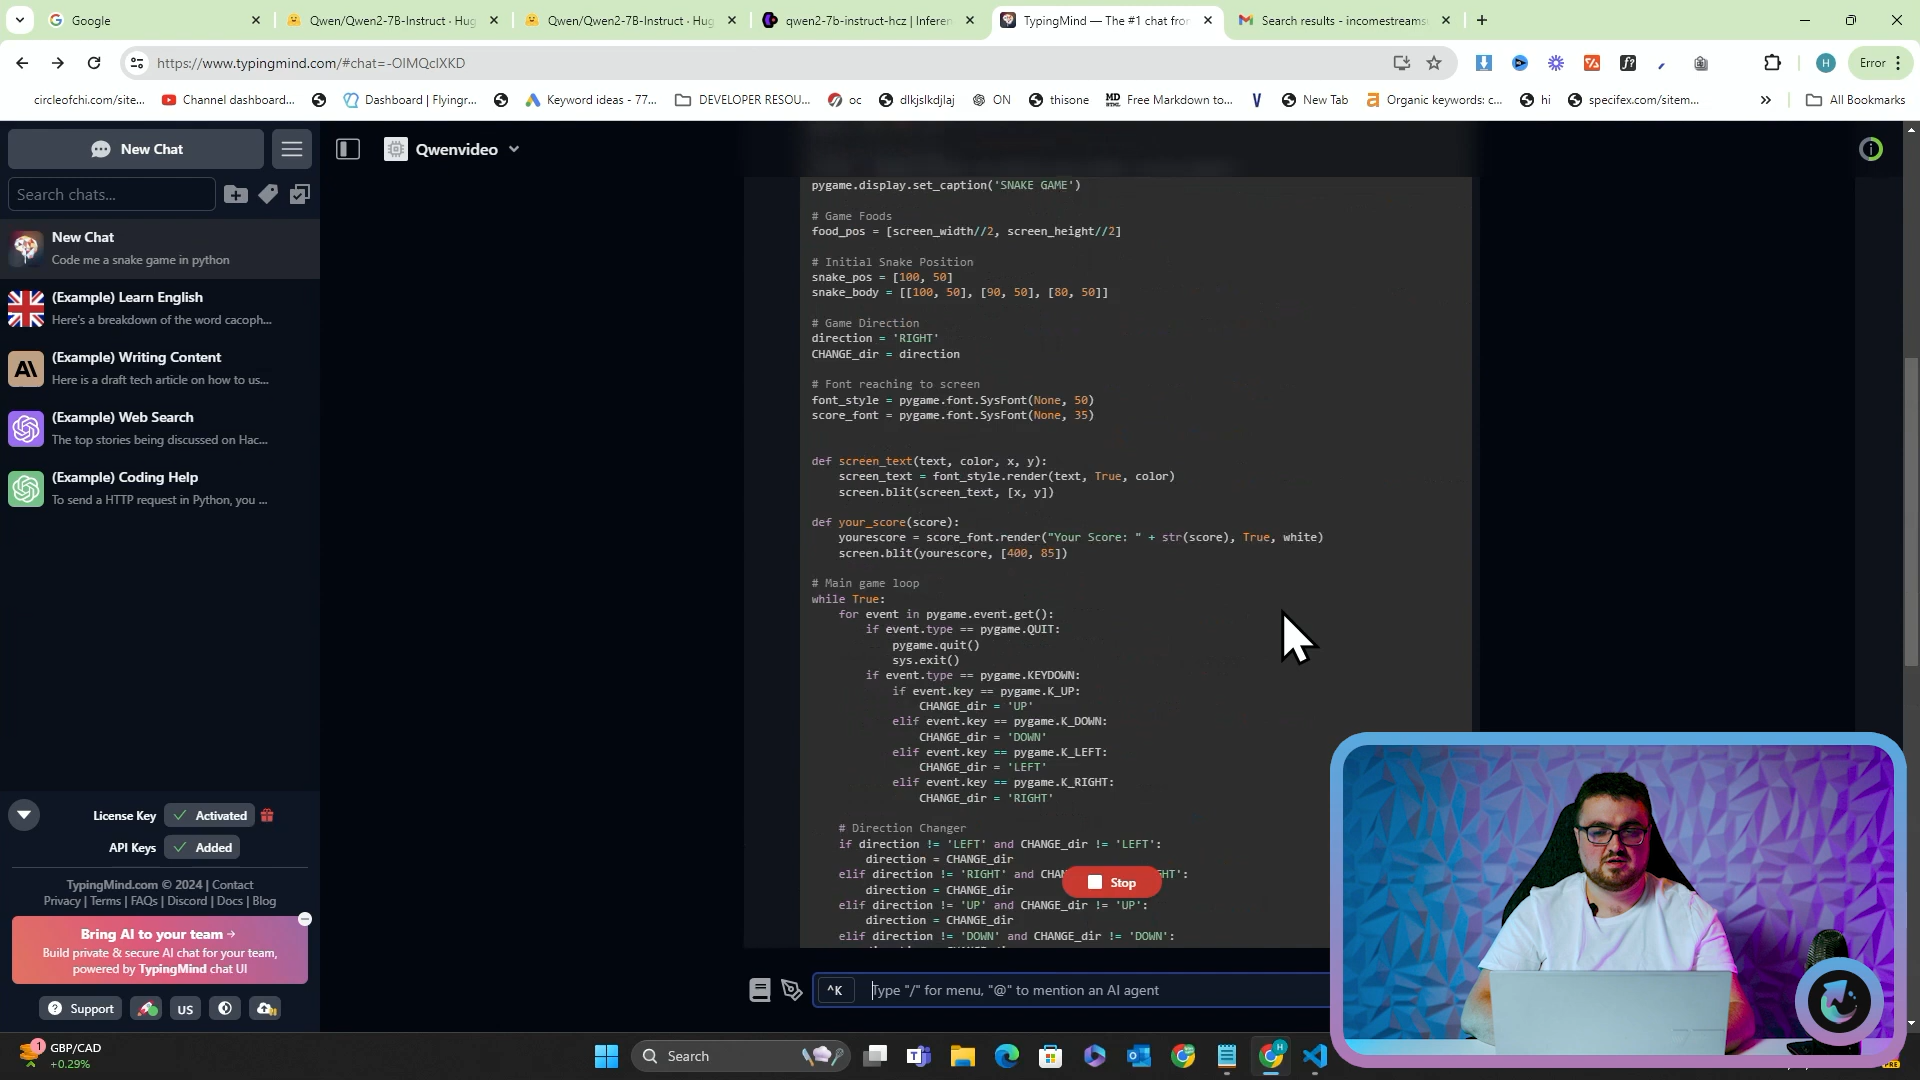 Google
Qwen/Qwen2-7B-Instruct · Hug
Qwen/Qwen2-7B-Instruct · Hug
qwen2-7b-instruct-hcz | Inferen
TypingMind — The #1 chat fron
Search results - incomestreams
https://www.typingmind.com/#chat=-OIMQclXKD
Error
circleofchi.com/site...
Channel dashboard...
Dashboard | Flyingr...
Keyword ideas - 77...
DEVELOPER RESOU...
oc
dlkjslkdjlaj
ON
thisone
Free Markdown to...
New Tab
Organic keywords: c...
hi
specifex.com/sitem...
All Bookmarks
New Chat
Qwenvideo
Search chats...
New Chat
Code me a snake game in python
(Example) Learn English
Here's a breakdown of the word cacoph...
(Example) Writing Content
Here is a draft tech article on how to us...
(Example) Web Search
The top stories being discussed on Hac...
(Example) Coding Help
To send a HTTP request in Python, you ...
License Key Activated
API Keys Added
TypingMind.com © 2024 | Contact
Privacy | Terms | FAQs | Discord | Docs | Blog
Bring AI to your team →
Build private & secure AI chat for your team,
powered by TypingMind chat UI
Support
US
pygame.display.set_caption('SNAKE GAME')
# Game Foods
food_pos = [screen_width//2, screen_height//2]
# Initial Snake Position
snake_pos = [100, 50]
snake_body = [[100, 50], [90, 50], [80, 50]]
# Game Direction
direction = 'RIGHT'
CHANGE_dir = direction
# Font reaching to screen
font_style = pygame.font.SysFont(None, 50)
score_font = pygame.font.SysFont(None, 35)
def screen_text(text, color, x, y):
screen_text = font_style.render(text, True, color)
screen.blit(screen_text, [x, y])
def your_score(score):
yourescore = score_font.render("Your Score: " + str(score), True, white)
screen.blit(yourescore, [400, 85])
# Main game loop
while True:
for event in pygame.event.get():
if event.type == pygame.QUIT:
pygame.quit()
sys.exit()
if event.type == pygame.KEYDOWN:
if event.key == pygame.K_UP:
CHANGE_dir = 'UP'
elif event.key == pygame.K_DOWN:
CHANGE_dir = 'DOWN'
elif event.key == pygame.K_LEFT:
CHANGE_dir = 'LEFT'
elif event.key == pygame.K_RIGHT:
CHANGE_dir = 'RIGHT'
# Direction Changer
if direction != 'LEFT' and CHANGE_dir != 'LEFT':
direction = CHANGE_dir
elif direction != 'RIGHT' and CHAN HT':
direction = CHANGE_dir
Stop
elif direction != 'UP' and CHANGE_dir != 'UP':
direction = CHANGE_dir
elif direction != 'DOWN' and CHANGE_dir != 'DOWN':
^K
Type "/" for menu, "@" to mention an AI agent
1
GBP/CAD
+0.29%
Search